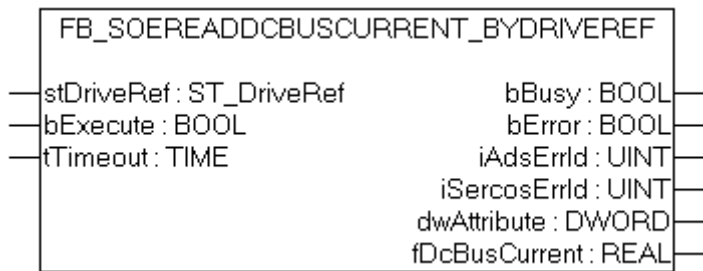 FB_SOEREADDCBUSCURRENT_BYDRIVEREF
stDriveRef : ST_DriveRef bBusy : BOOL
bExecute : BOOL bError : BOOL
tTimeout : TIME iAdsErrId : UINT
iSercosErrId : UINT
dwAttribute : DWORD
fDcBusCurrent : REAL